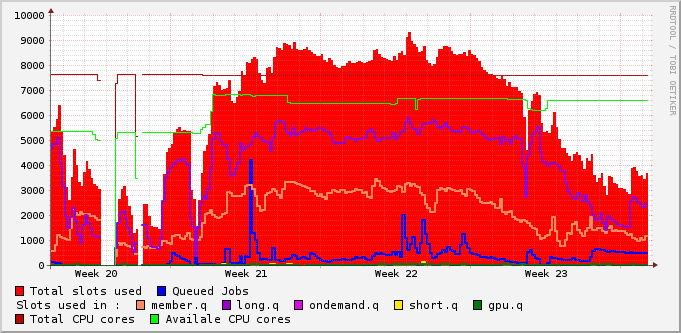 10000
9000
8000
7000
6000
5000
4000
3000
2000
1000
0
Week 20 Week 21 Week 22 Week 23
Total slots used Queued Jobs
Slots used in : member.q long.q ondemand.q short.q gpu.q
Total CPU cores Availale CPU cores
RRDTOOL / TOBI OETIKER